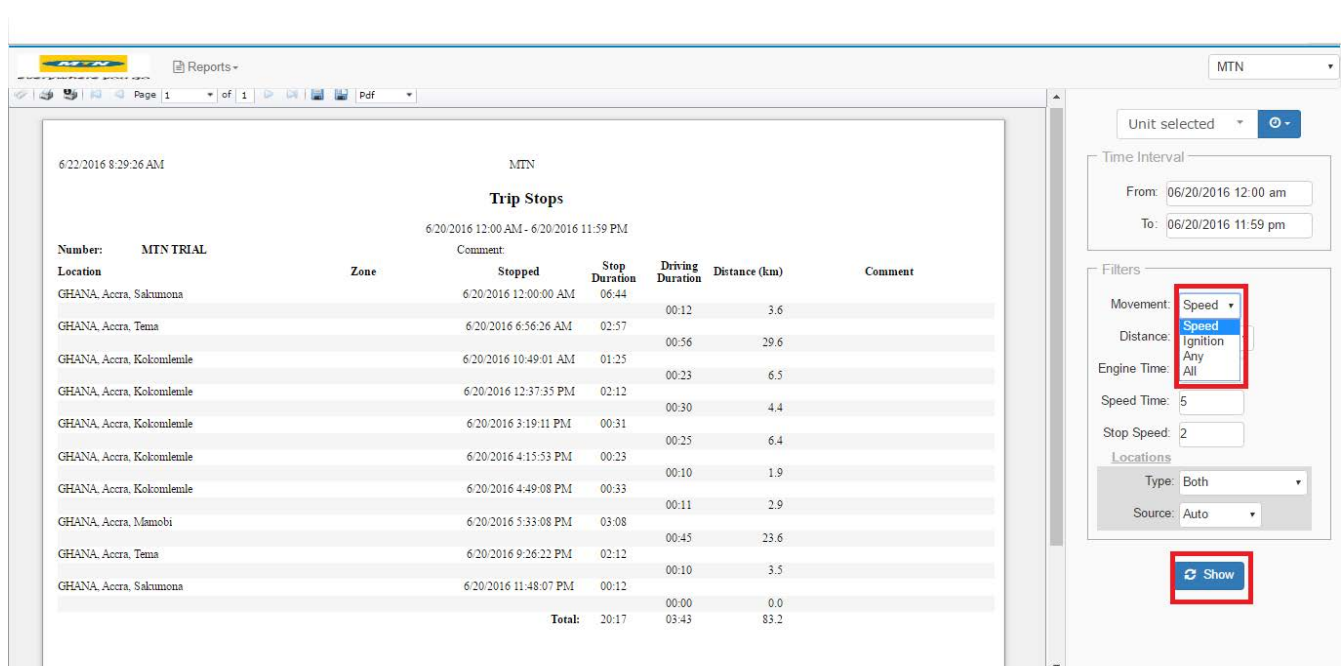 MTN
Reports
MTN
Page 1 of 1 Pdf
Unit selected
6/22/2016 8:29:26 AM MTN
Trip Stops
6/20/2016 12:00 AM - 6/20/2016 11:59 PM
Number: MTN TRIAL Comment:
Location Zone Stopped Stop Duration Driving Duration Distance (km) Comment
GHANA, Accra, Sakumona 6/20/2016 12:00:00 AM 06:44
00:12 3.6
GHANA, Accra, Tema 6/20/2016 6:56:26 AM 02:57
00:56 29.6
GHANA, Accra, Kokomlemle 6/20/2016 10:49:01 AM 01:25
00:23 6.5
GHANA, Accra, Kokomlemle 6/20/2016 12:37:35 PM 02:12
00:30 4.4
GHANA, Accra, Kokomlemle 6/20/2016 3:19:11 PM 00:31
00:25 6.4
GHANA, Accra, Kokomlemle 6/20/2016 4:15:53 PM 00:23
00:10 1.9
GHANA, Accra, Kokomlemle 6/20/2016 4:49:08 PM 00:33
00:11 2.9
GHANA, Accra, Mamobi 6/20/2016 5:33:08 PM 03:08
00:45 23.6
GHANA, Accra, Tema 6/20/2016 9:26:22 PM 02:12
00:10 3.5
GHANA, Accra, Sakumona 6/20/2016 11:48:07 PM 00:12
00:00 0.0
Total: 20:17 03:43 83.2
Time Interval
From: 06/20/2016 12:00 am
To: 06/20/2016 11:59 pm
Filters
Movement: Speed
Speed
Distance:
Ignition
Any
Engine Time:
All
Speed Time: 5
Stop Speed: 2
Locations
Type: Both
Source: Auto
Show